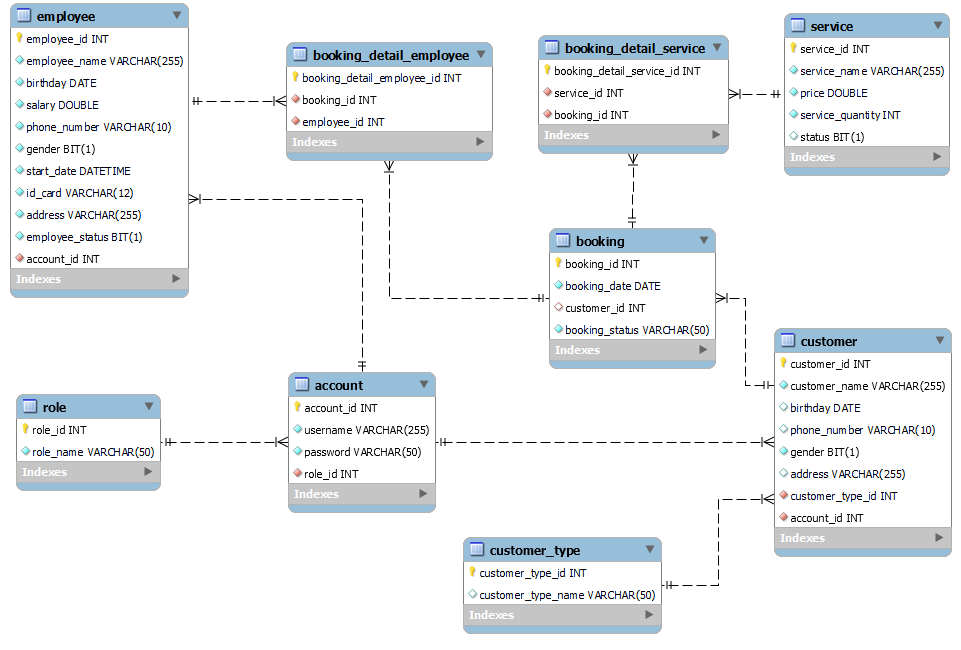 employee
employee_id INT
employee_name VARCHAR(255)
birthday DATE
salary DOUBLE
phone_number VARCHAR(10)
gender BIT(1)
start_date DATETIME
id_card VARCHAR(12)
address VARCHAR(255)
employee_status BIT(1)
account_id INT
Indexes
booking_detail_employee
booking_detail_employee_id INT
booking_id INT
employee_id INT
Indexes
booking_detail_service
booking_detail_service_id INT
service_id INT
booking_id INT
Indexes
service
service_id INT
service_name VARCHAR(255)
price DOUBLE
service_quantity INT
status BIT(1)
Indexes
booking
booking_id INT
booking_date DATE
customer_id INT
booking_status VARCHAR(50)
Indexes
customer
customer_id INT
customer_name VARCHAR(255)
birthday DATE
phone_number VARCHAR(10)
gender BIT(1)
address VARCHAR(255)
customer_type_id INT
account_id INT
Indexes
role
role_id INT
role_name VARCHAR(50)
Indexes
account
account_id INT
username VARCHAR(255)
password VARCHAR(50)
role_id INT
Indexes
customer_type
customer_type_id INT
customer_type_name VARCHAR(50)
Indexes